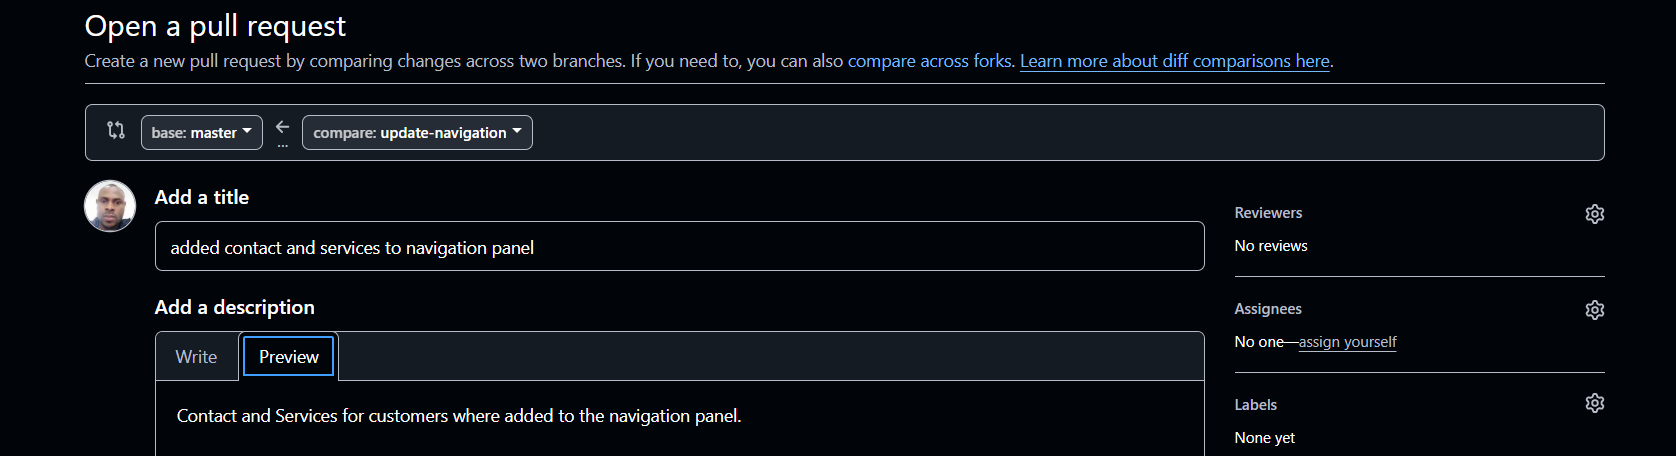 Open a pull request
Create a new pull request by comparing changes across two branches. If you need to, you can also compare across forks. Learn more about diff comparisons here.
base: master
...
compare: update-navigation
Add a title
added contact and services to navigation panel
Add a description
Write
Preview
Contact and Services for customers where added to the navigation panel.
Reviewers
No reviews
Assignees
No one—assign yourself
Labels
None yet